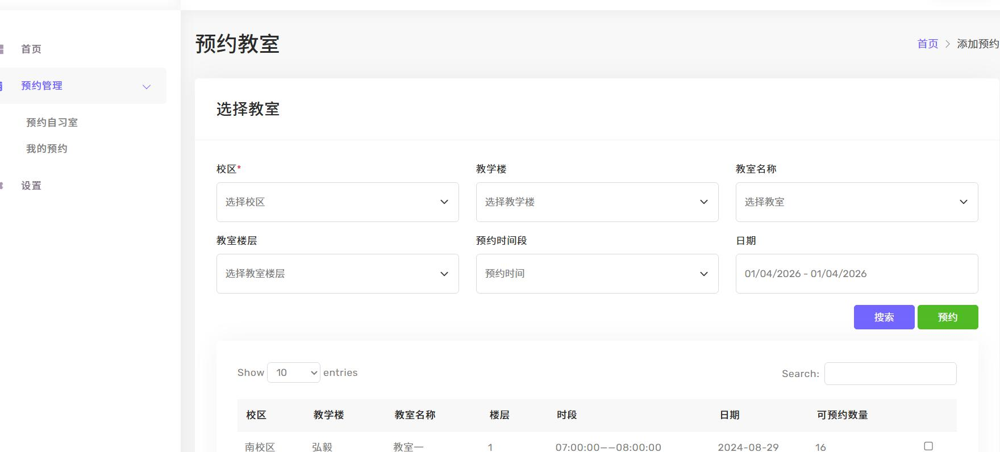 首页
预约管理
预约自习室
我的预约
设置
预约教室
首页 > 添加预约
选择教室
校区* 教学楼 教室名称
选择校区 选择教学楼 选择教室
教室楼层 预约时间段 日期
选择教室楼层 预约时间 01/04/2026 - 01/04/2026
搜索 预约
Show 10 entries Search:
校区 教学楼 教室名称 楼层 时段 日期 可预约数量
南校区 弘毅 教室一 1 07:00:00——08:00:00 2024-08-29 16